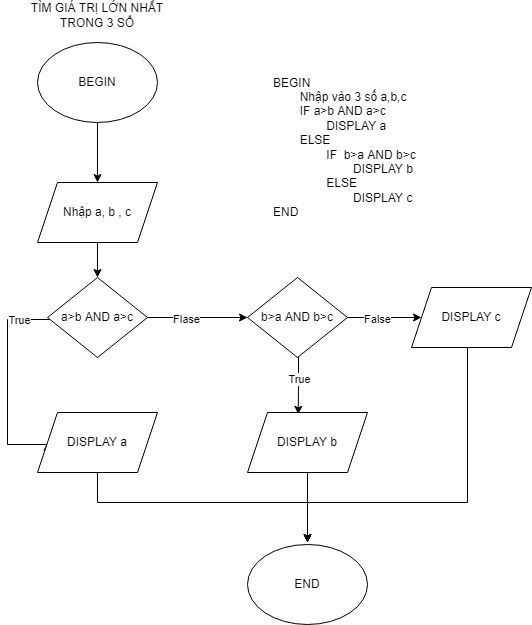 TÌM GIÁ TRỊ LỚN NHẤT
TRONG 3 SỐ
BEGIN
BEGIN
Nhập vào 3 số a,b,c
IF a>b AND a>c
DISPLAY a
ELSE
IF b>a AND b>c
DISPLAY b
ELSE
DISPLAY c
END
Nhập a, b , c
a>b AND a>c
True
Flase
b>a AND b>c
True
False
DISPLAY c
DISPLAY a
DISPLAY b
END